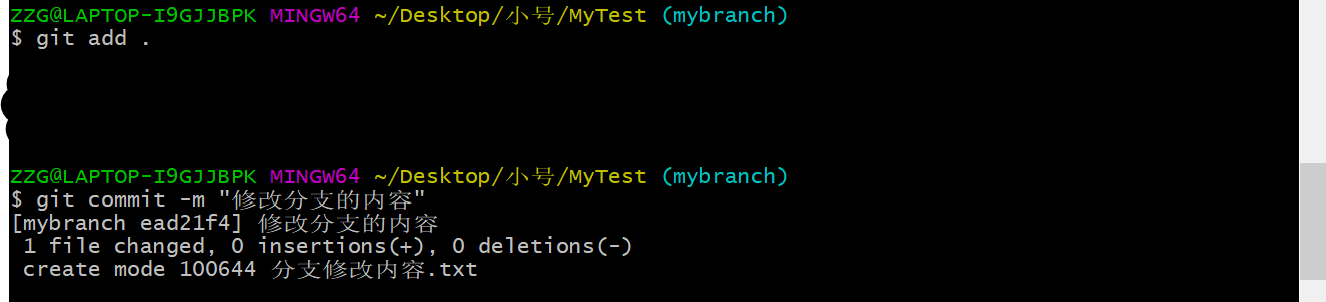 ZZG@LAPTOP-I9GJJBPK MINGW64 ~/Desktop/小号/MyTest (mybranch)
$ git add .
ZZG@LAPTOP-I9GJJBPK MINGW64 ~/Desktop/小号/MyTest (mybranch)
$ git commit -m "修改分支的内容"
[mybranch ead21f4] 修改分支的内容
 1 file changed, 0 insertions(+), 0 deletions(-)
 create mode 100644 分支修改内容.txt